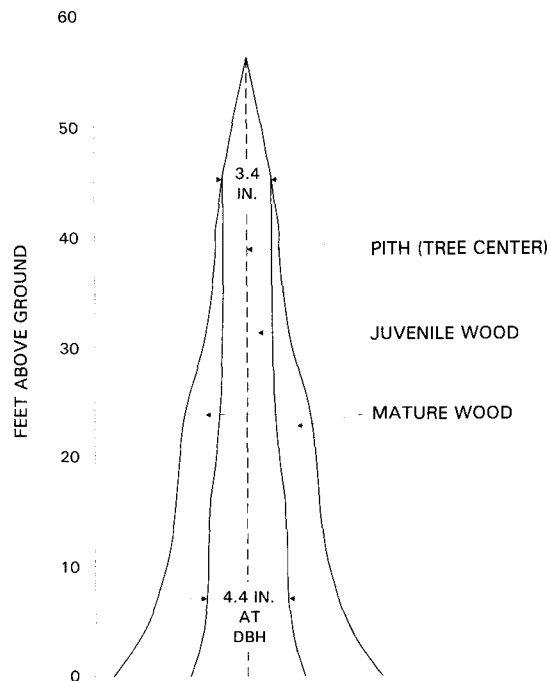 60
50
3.4
IN.
40
PITH (TREE CENTER)
FEET ABOVE GROUND
30
JUVENILE WOOD
MATURE WOOD
20
10
4.4 IN.
AT
DBH
0